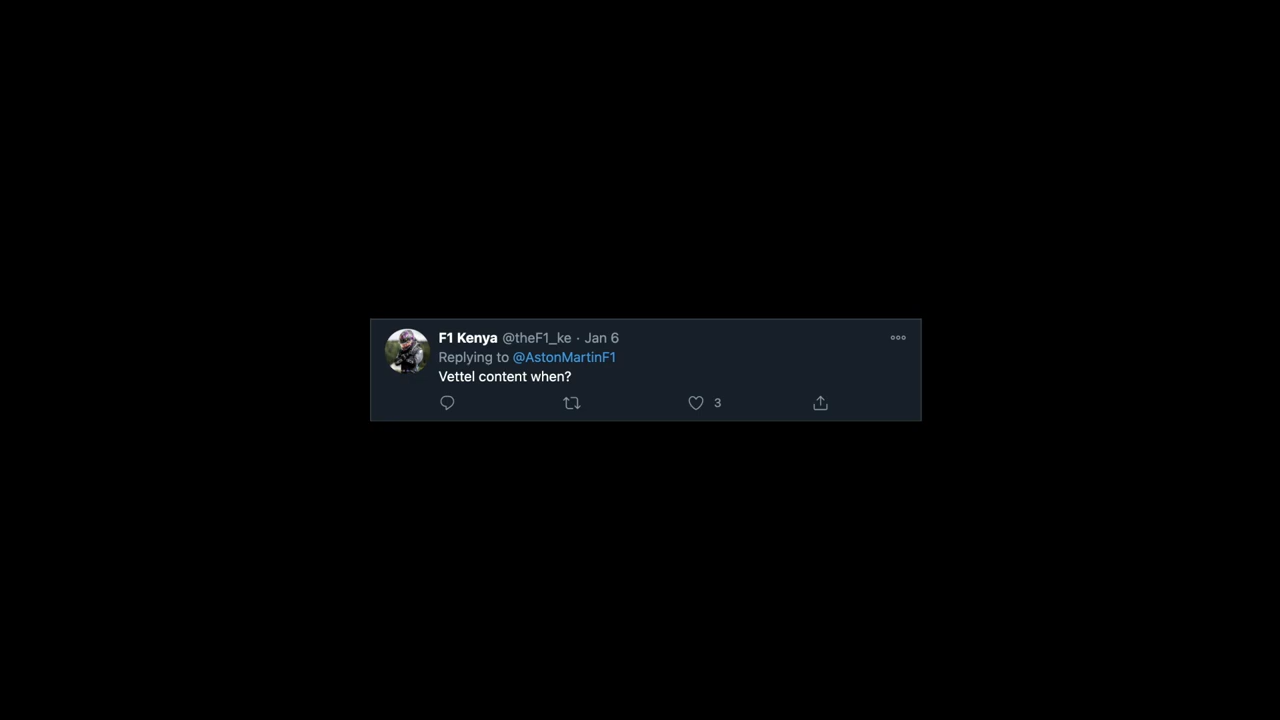 F1 Kenya @theF1_ke · Jan 6
Replying to @AstonMartinF1
Vettel content when?
3